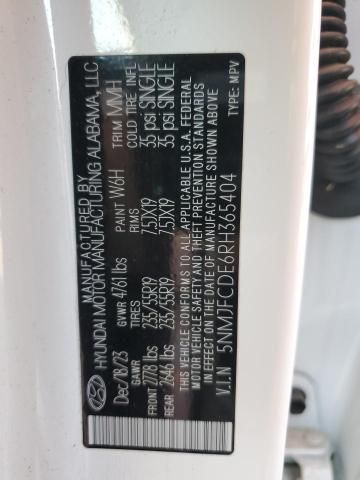 MANUFACTURED BY
HYUNDAI MOTOR MANUFACTURING ALABAMA, LLC
Dec/18/23 GVWR 4761 lbs PAINT W6H TRIM MMH
GAWR RIMS COLD TIRE INFL
FRONT 2778 lbs 235/55R19 7.5JX19 35 psi SINGLE
REAR 2646 lbs 235/55R19 7.5JX19 35 psi SINGLE
THIS VEHICLE CONFORMS TO ALL APPLICABLE U.S.A. FEDERAL
MOTOR VEHICLE SAFETY AND THEFT PREVENTION STANDARDS
IN EFFECT ON THE DATE OF MANUFACTURE SHOWN ABOVE
V.I.N 5NMJECDE6RH365404 TYPE: MPV